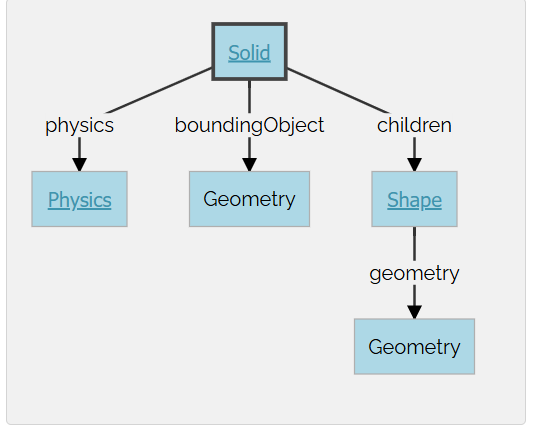 Solid
physics
boundingObject
children
Physics
Geometry
Shape
geometry
Geometry